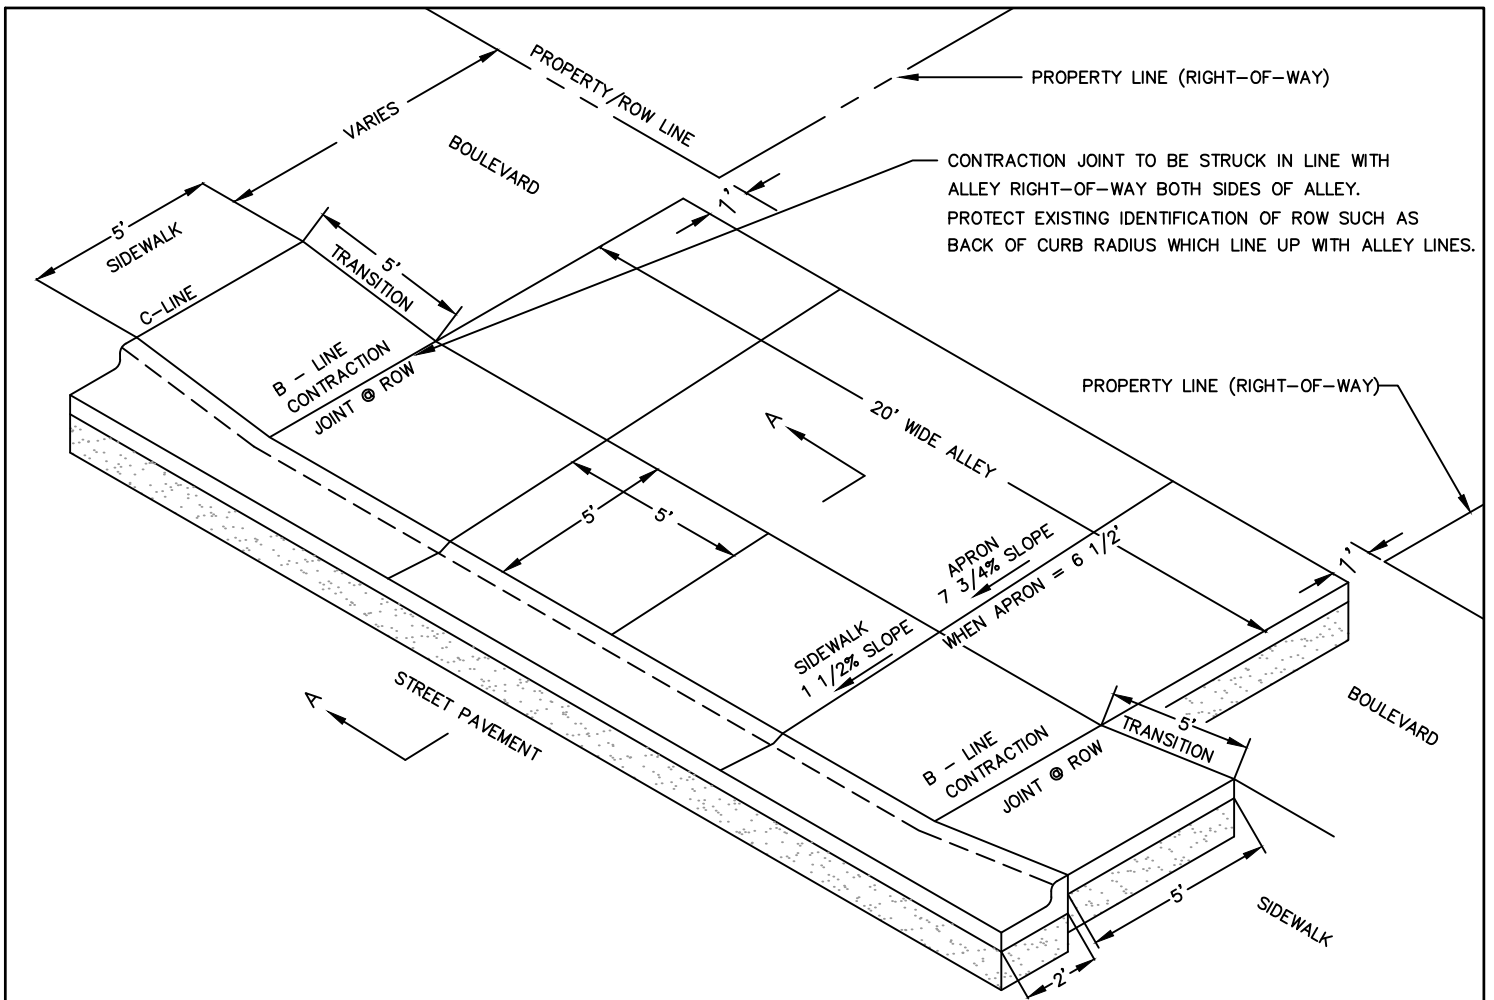 PROPERTY/ROW LINE
PROPERTY LINE (RIGHT-OF-WAY)
VARIES
BOULEVARD
CONTRACTION JOINT TO BE STRUCK IN LINE WITH
ALLEY RIGHT-OF-WAY BOTH SIDES OF ALLEY.
PROTECT EXISTING IDENTIFICATION OF ROW SUCH AS
BACK OF CURB RADIUS WHICH LINE UP WITH ALLEY LINES.
1'
5'
SIDEWALK
5'
TRANSITION
C-LINE
B - LINE
CONTRACTION
JOINT @ ROW
PROPERTY LINE (RIGHT-OF-WAY)
A
20' WIDE ALLEY
5'
5'
APRON
7 3/4% SLOPE
WHEN APRON = 6 1/2'
1'
SIDEWALK
1 1/2% SLOPE
A
STREET PAVEMENT
BOULEVARD
5'
TRANSITION
B - LINE
CONTRACTION
JOINT @ ROW
5'
SIDEWALK
2'